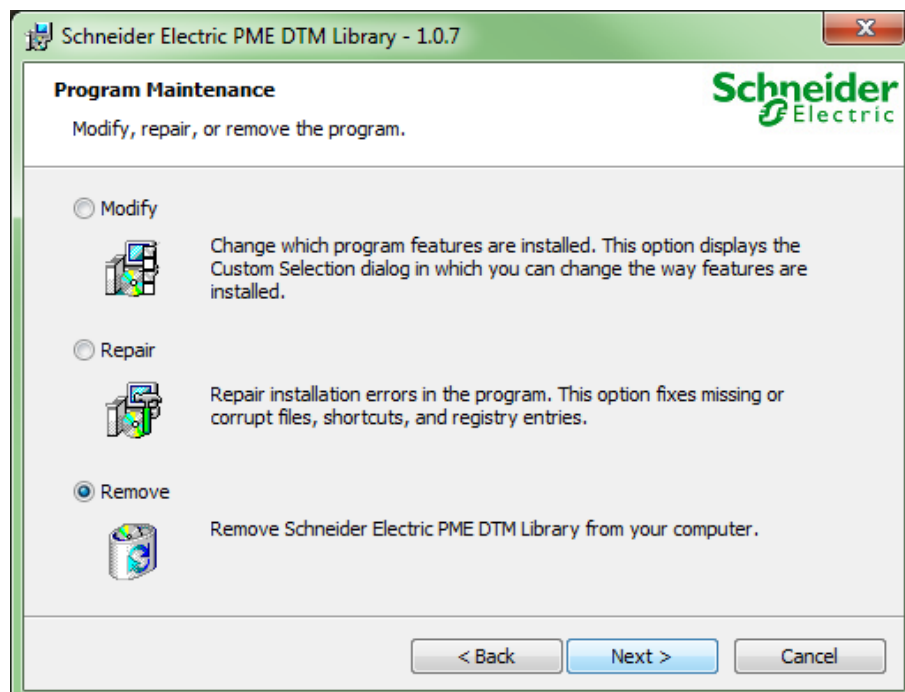 Schneider Electric PME DTM Library - 1.0.7
Program Maintenance
Modify, repair, or remove the program.
Schneider
Electric
Modify
Change which program features are installed. This option displays the
Custom Selection dialog in which you can change the way features are
installed.
Repair
Repair installation errors in the program. This option fixes missing or
corrupt files, shortcuts, and registry entries.
Remove
Remove Schneider Electric PME DTM Library from your computer.
< Back
Next >
Cancel